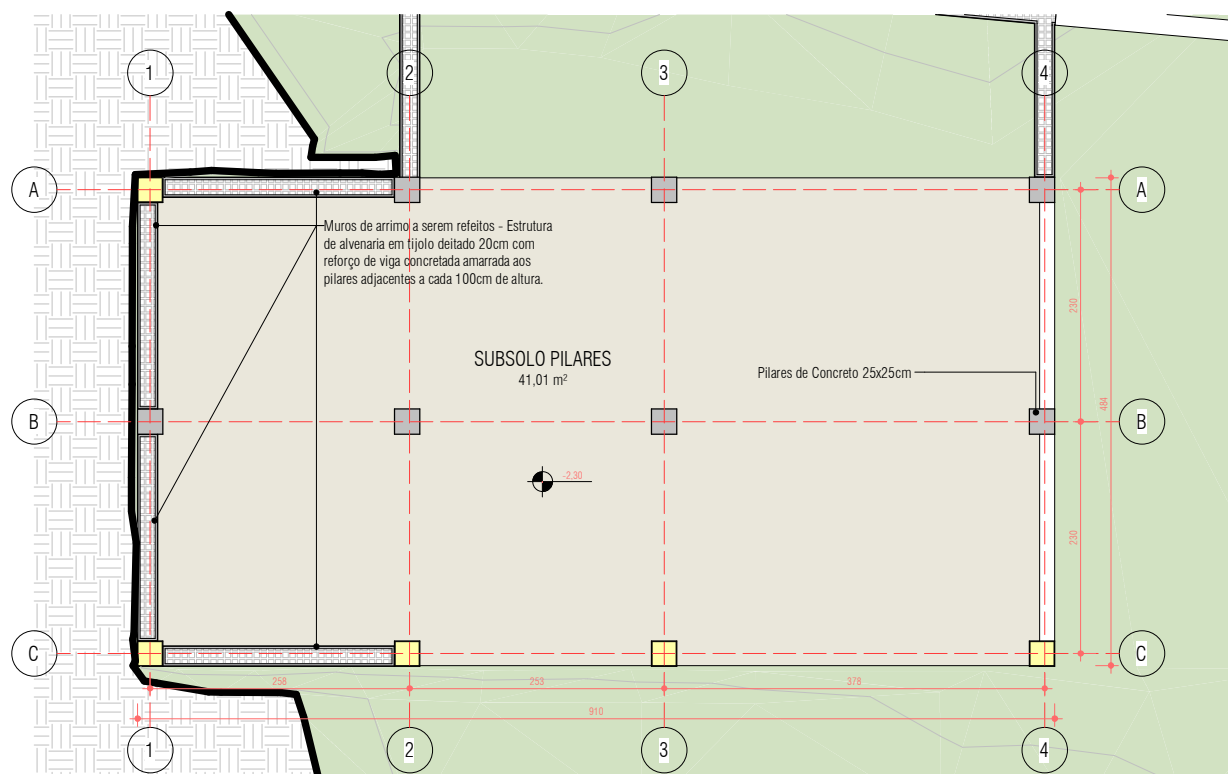 1
2
3
4
A
A
Muros de arrimo a serem refeitos - Estrutura
de alvenaria em tijolo deitado 20cm com
reforço de viga concretada amarrada aos
pilares adjacentes a cada 100cm de altura.
230
SUBSOLO PILARES
41,01 m²
Pilares de Concreto 25x25cm
484
B
B
-2,30
230
C
C
258
253
378
910
1
2
3
4